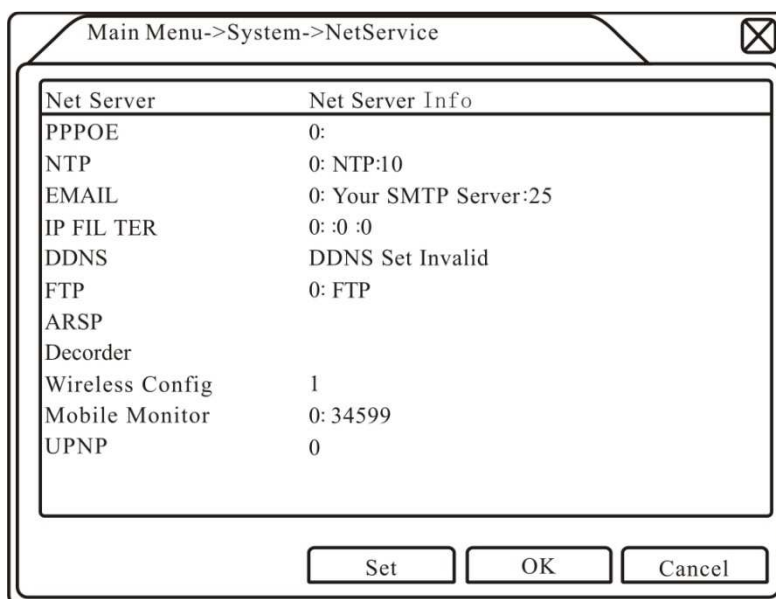 Main Menu->System->NetService
Net Server Net Server Info
PPPOE 0:
NTP 0: NTP:10
EMAIL 0: Your SMTP Server:25
IP FIL TER 0: :0 :0
DDNS DDNS Set Invalid
FTP 0: FTP
ARSP
Decorder
Wireless Config 1
Mobile Monitor 0: 34599
UPNP 0
Set OK Cancel